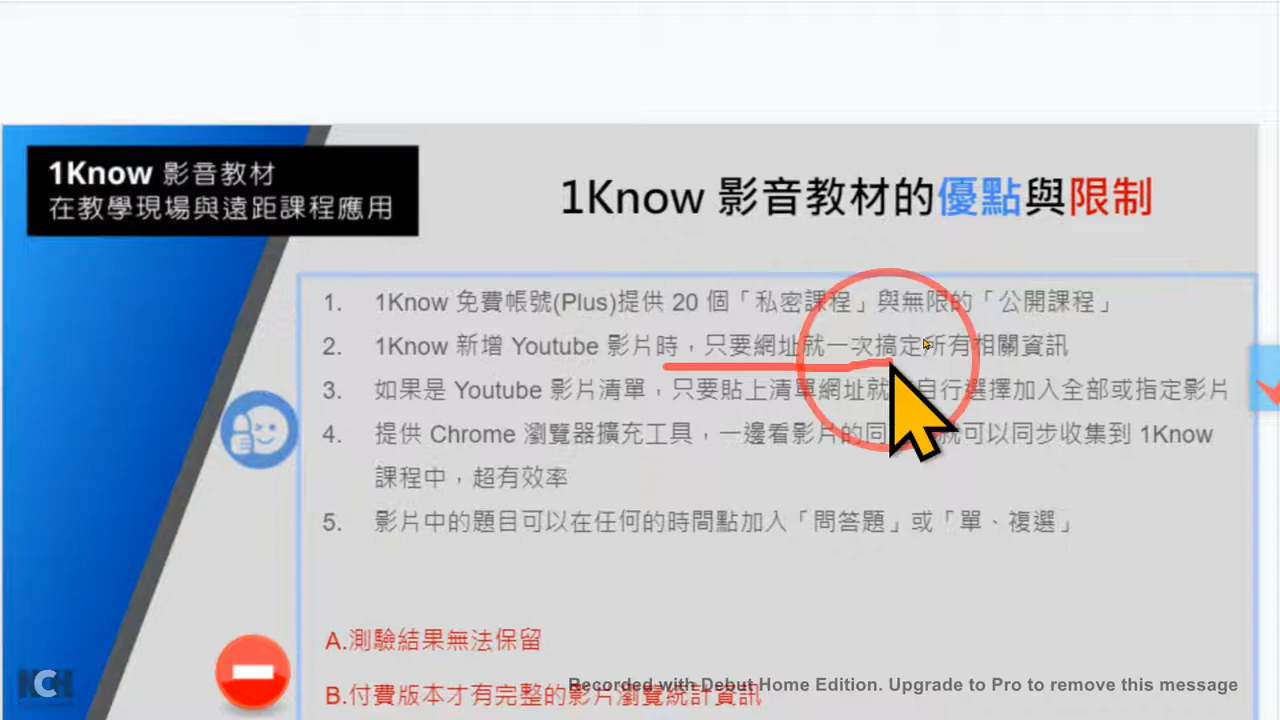 1Know 影音教材
在教學現場與遠距課程應用
1Know 影音教材的優點與限制
1. 1Know 免費帳號(Plus)提供 20 個「私密課程」與無限的「公開課程」
2. 1Know 新增 Youtube 影片時，只要網址就一次搞定所有相關資訊
3. 如果是 Youtube 影片清單，只要貼上清單網址就 自行選擇加入全部或指定影片
4. 提供 Chrome 瀏覽器擴充工具，一邊看影片的同 就可以同步收集到 1Know
課程中，超有效率
5. 影片中的題目可以在任何的時間點加入「問答題」或「單、複選」
A.測驗結果無法保留
B.付費版本才有完整的影片瀏覽統計資訊
Recorded with Debut Home Edition. Upgrade to Pro to remove this message
NCH